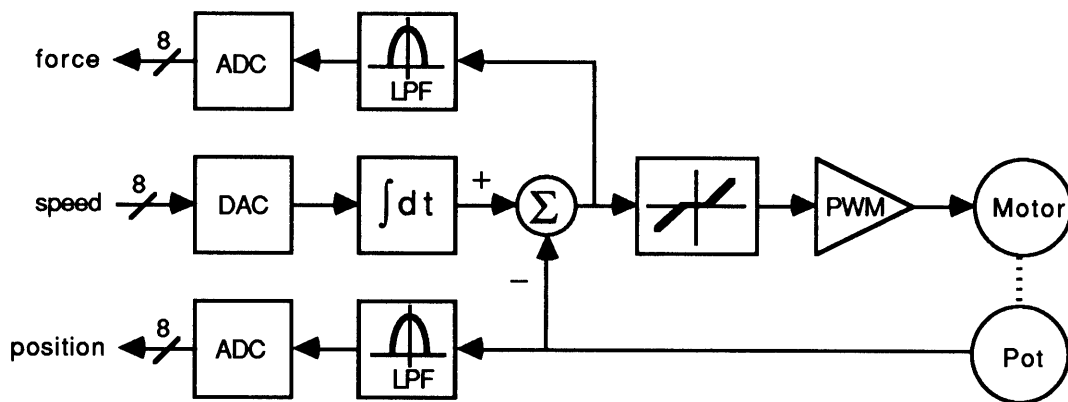 force 8 ADC LPF
speed 8 DAC ∫dt + Σ PWM Motor
−
position 8 ADC LPF Pot